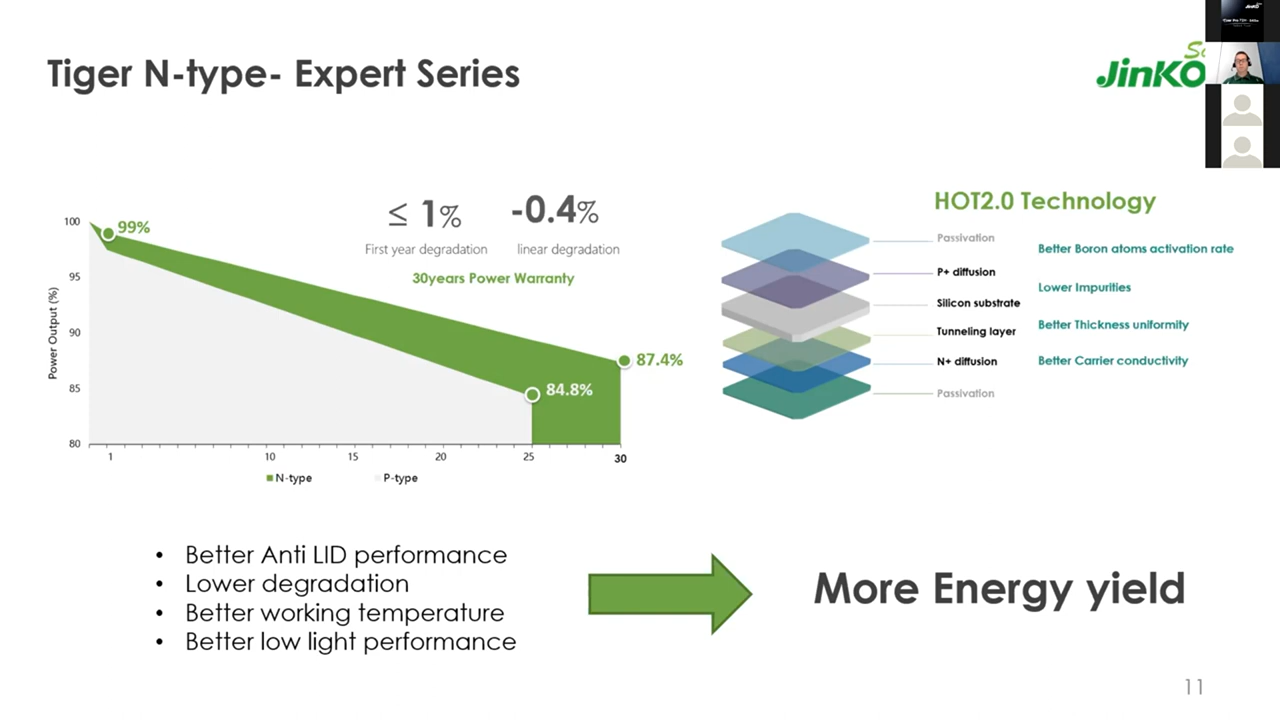 Tiger N-type- Expert Series
So
JinKO
JinKO
≤ 1%
-0.4%
First year degradation
linear degradation
30years Power Warranty
Power Output (%)
100
95
90
85
80
99%
87.4%
84.8%
1
10
15
20
25
30
N-type
P-type
HOT2.0 Technology
Passivation
P+ diffusion
Silicon substrate
Tunneling layer
N+ diffusion
Passivation
Better Boron atoms activation rate
Lower Impurities
Better Thickness uniformity
Better Carrier conductivity
• Better Anti LID performance
• Lower degradation
• Better working temperature
• Better low light performance
More Energy yield
11